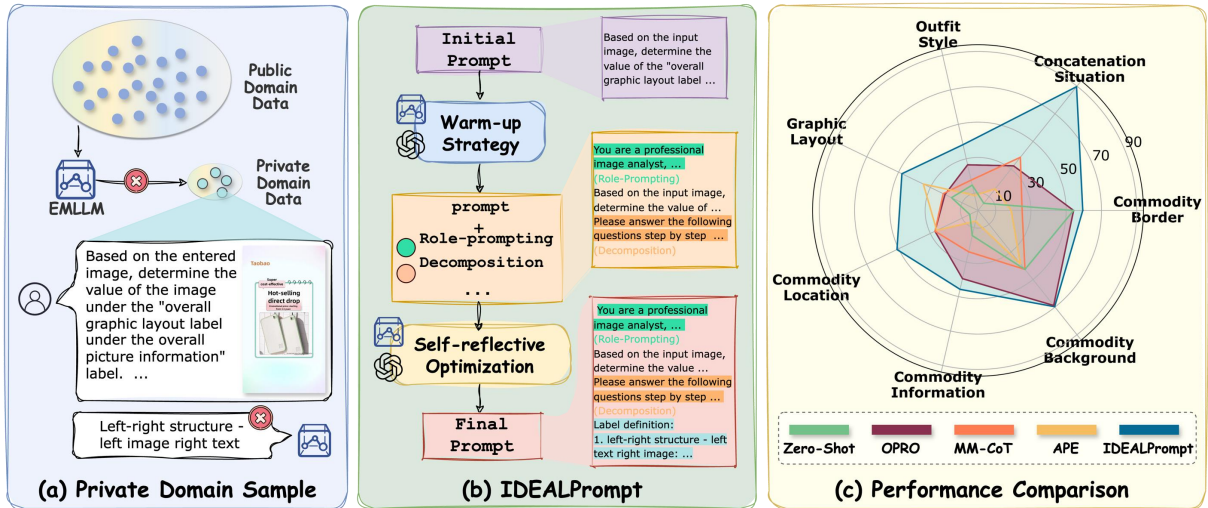 Public
Domain
Data
EMLLM
Private
Domain
Data
Based on the entered
image, determine the
value of the image
under the "overall
graphic layout label
under the overall
picture information"
label. ...
Taobao
Super
cost-effective
Hot-selling
direct drop
Left-right structure -
left image right text
(a) Private Domain Sample
Initial
Prompt
Based on the input
image, determine the
value of the "overall
graphic layout label ...
Warm-up
Strategy
prompt
+
Role-prompting
Decomposition
...
You are a professional
image analyst, ...
(Role-Prompting)
Based on the input image,
determine the value of ...
Please answer the following
questions step by step ...
(Decomposition)
Self-reflective
Optimization
Final
Prompt
You are a professional
image analyst, ...
(Role-Prompting)
Based on the input image,
determine the value ...
Please answer the following
questions step by step ...
(Decomposition)
Label definition:
1. left-right structure - left
text right image: ...
(b) IDEALPrompt
Outfit
Style
Concatenation
Situation
Graphic
Layout
90
70
50
30
10
Commodity
Border
Commodity
Location
Commodity
Background
Commodity
Information
Zero-Shot
OPRO
MM-CoT
APE
IDEALPrompt
(c) Performance Comparison